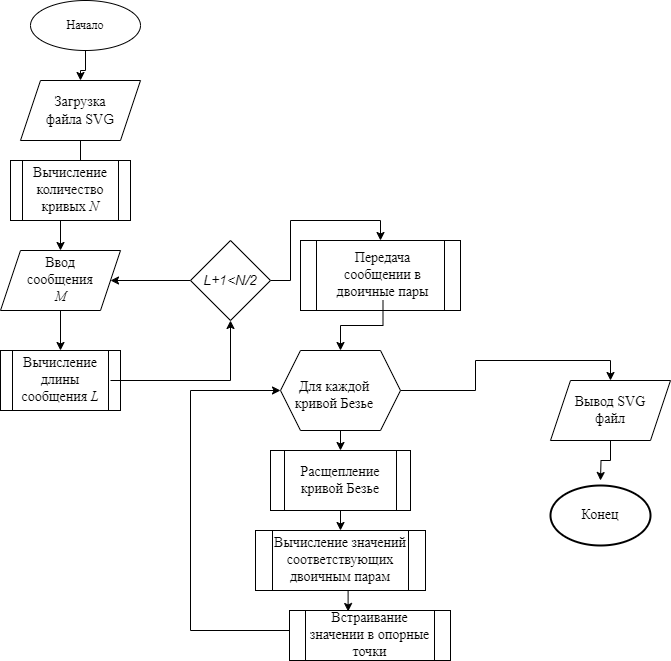 Начало
Загрузка
файла SVG
Вычисление
количество
кривых N
Ввод
сообщения
M
Вычисление
длины
сообщения L
L+1<N/2
Передача
сообщении в
двоичные пары
Для каждой
кривой Безье
Расщепление
кривой Безье
Вычисление значений
соответствующих
двоичным парам
Встраивание
значении в опорные
точки
Вывод SVG
файл
Конец